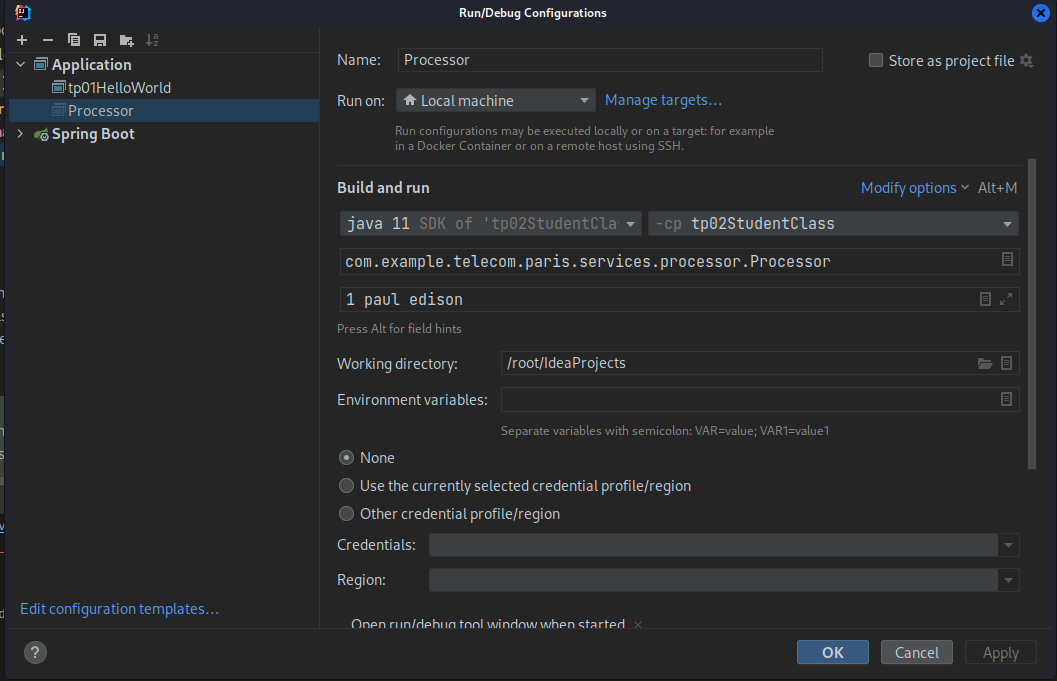 Run/Debug Configurations
Application
tp01HelloWorld
Processor
Spring Boot
Edit configuration templates...
Name: Processor
Store as project file
Run on: Local machine Manage targets...
Run configurations may be executed locally or on a target: for example
in a Docker Container or on a remote host using SSH.
Build and run Modify options Alt+M
java 11 SDK of 'tp02StudentCla -cp tp02StudentClass
com.example.telecom.paris.services.processor.Processor
1 paul edison
Press Alt for field hints
Working directory: /root/IdeaProjects
Environment variables:
Separate variables with semicolon: VAR=value; VAR1=value1
None
Use the currently selected credential profile/region
Other credential profile/region
Credentials:
Region:
Open run/debug tool window when started ×
? OK Cancel Apply